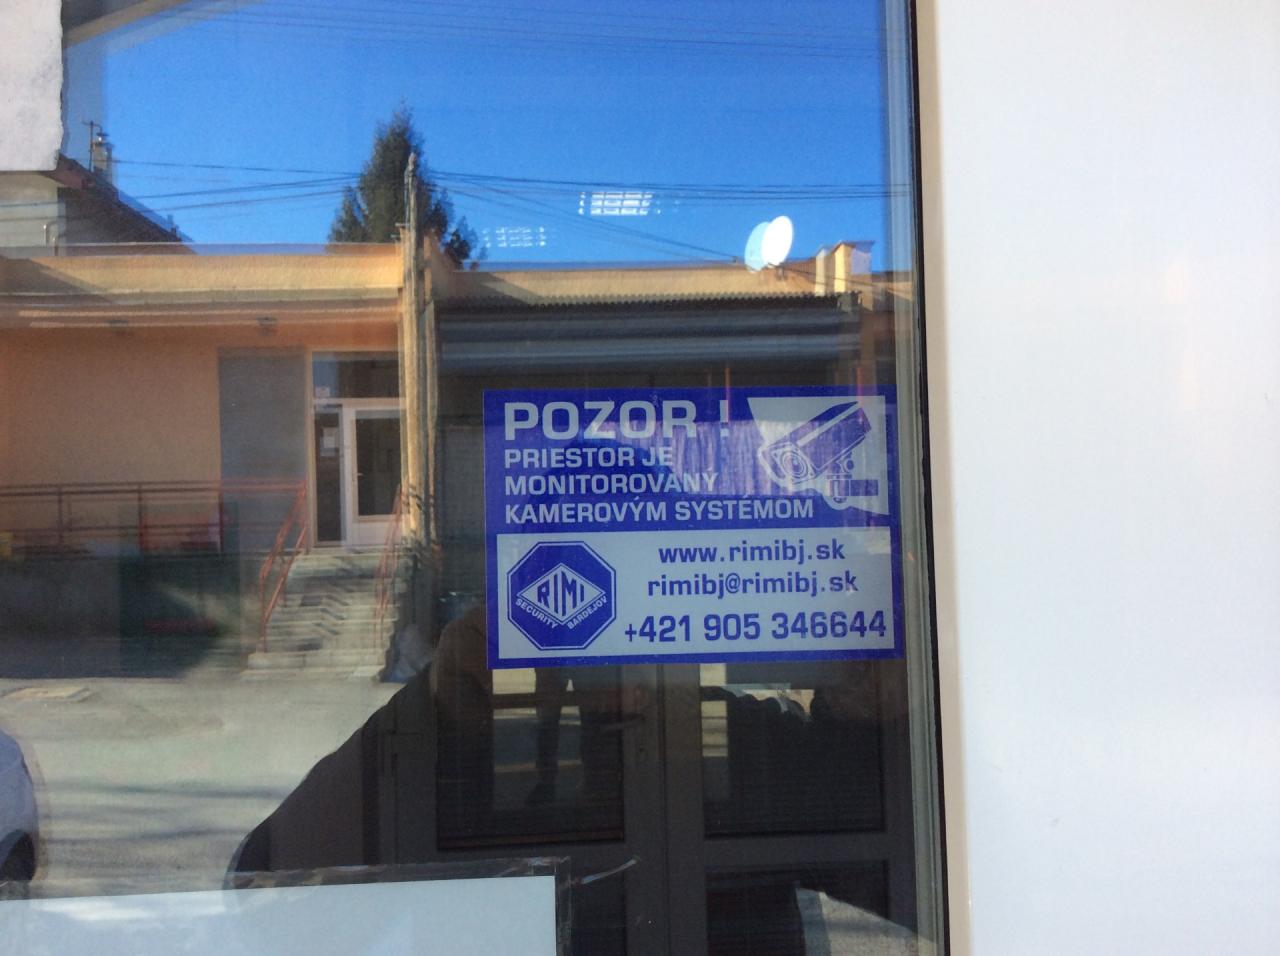 POZOR !
PRIESTOR JE
MONITOROVANÝ
KAMEROVÝM SYSTÉMOM
www.rimibj.sk
rimibj@rimibj.sk
+421 905 346644
RIMI
SECURITY BARDEJOV